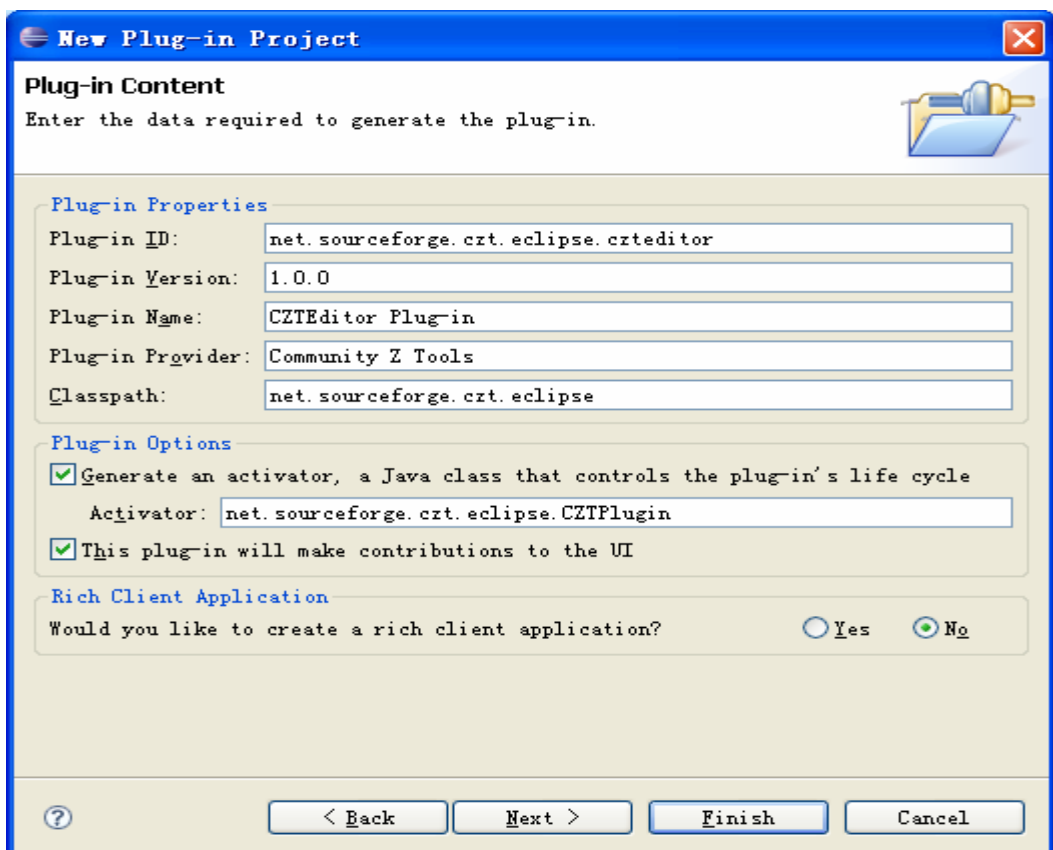 New Plug-in Project
Plug-in Content
Enter the data required to generate the plug-in.
Plug-in Properties
Plug-in ID: net.sourceforge.czt.eclipse.czteditor
Plug-in Version: 1.0.0
Plug-in Name: CZTEditor Plug-in
Plug-in Provider: Community Z Tools
Classpath: net.sourceforge.czt.eclipse
Plug-in Options
Generate an activator, a Java class that controls the plug-in's life cycle
Activator: net.sourceforge.czt.eclipse.CZTPlugin
This plug-in will make contributions to the UI
Rich Client Application
Would you like to create a rich client application? Yes No
? < Back Next > Finish Cancel